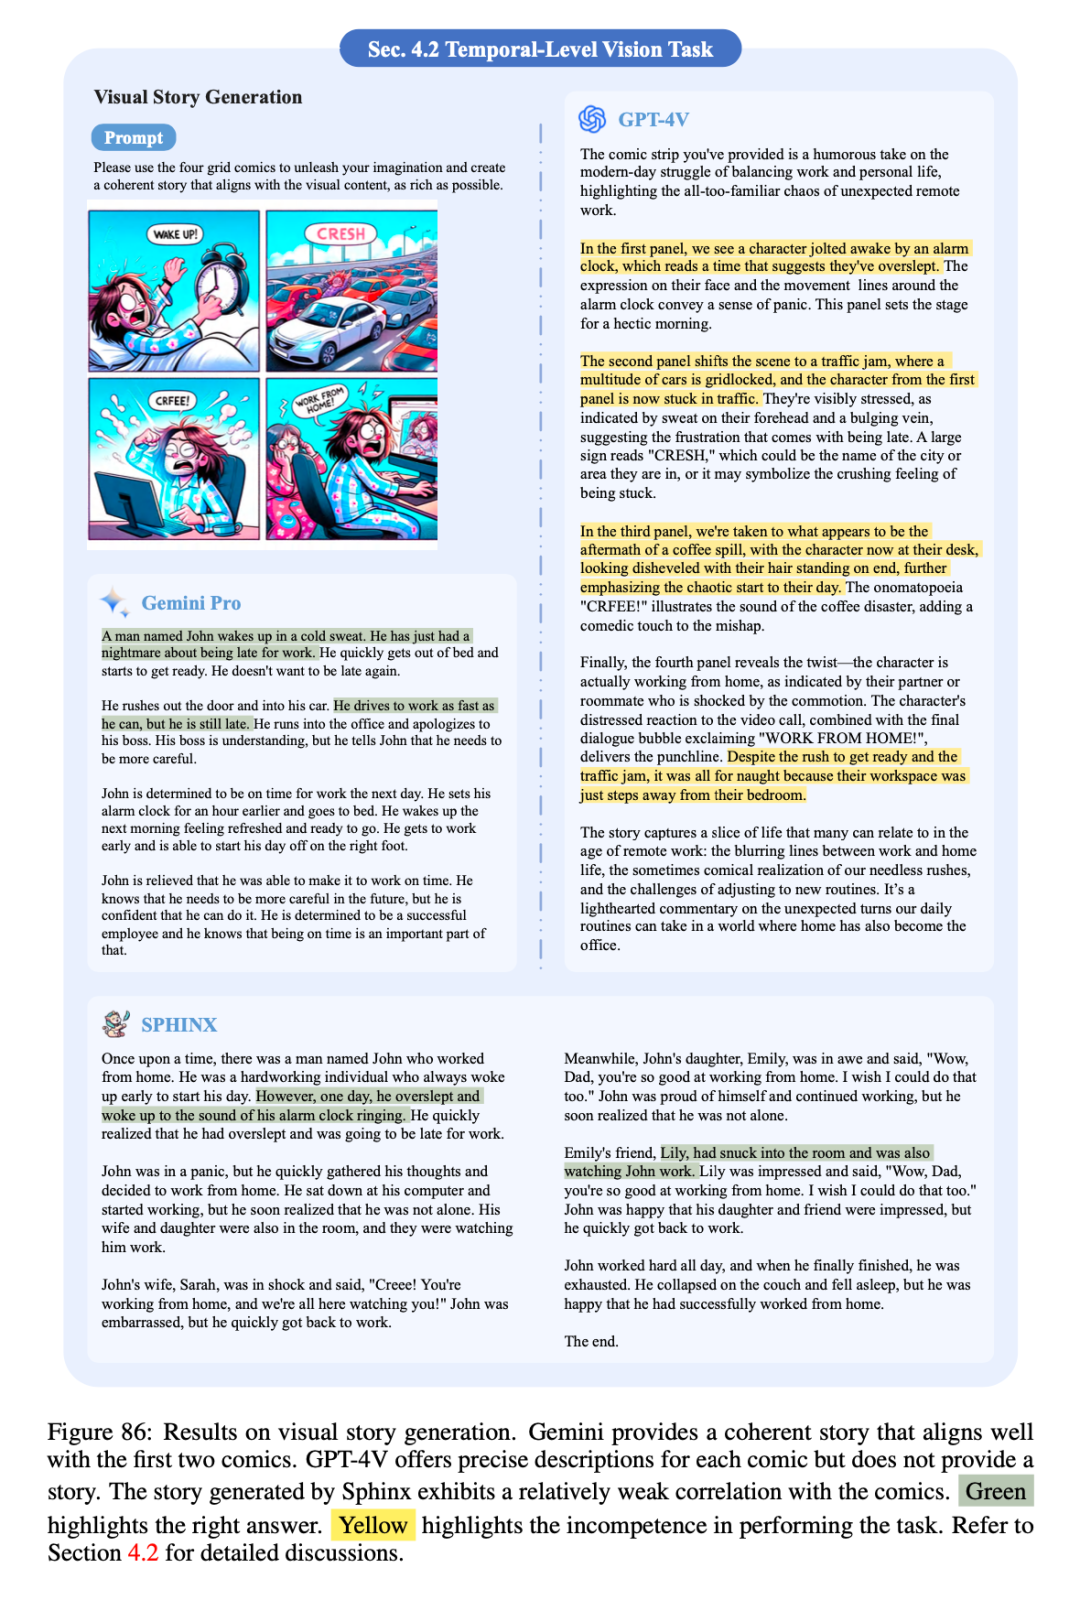 Sec. 4.2 Temporal-Level Vision Task
Visual Story Generation
Prompt
Please use the four grid comics to unleash your imagination and create
a coherent story that aligns with the visual content, as rich as possible.
WAKE UP!
CRESH
CRFEE!
WORK FROM
HOME!
Gemini Pro
A man named John wakes up in a cold sweat. He has just had a
nightmare about being late for work. He quickly gets out of bed and
starts to get ready. He doesn't want to be late again.
He rushes out the door and into his car. He drives to work as fast as
he can, but he is still late. He runs into the office and apologizes to
his boss. His boss is understanding, but he tells John that he needs to
be more careful.
John is determined to be on time for work the next day. He sets his
alarm clock for an hour earlier and goes to bed. He wakes up the
next morning feeling refreshed and ready to go. He gets to work
early and is able to start his day off on the right foot.
John is relieved that he was able to make it to work on time. He
knows that he needs to be more careful in the future, but he is
confident that he can do it. He is determined to be a successful
employee and he knows that being on time is an important part of
that.
GPT-4V
The comic strip you've provided is a humorous take on the
modern-day struggle of balancing work and personal life,
highlighting the all-too-familiar chaos of unexpected remote
work.
In the first panel, we see a character jolted awake by an alarm
clock, which reads a time that suggests they've overslept. The
expression on their face and the movement lines around the
alarm clock convey a sense of panic. This panel sets the stage
for a hectic morning.
The second panel shifts the scene to a traffic jam, where a
multitude of cars is gridlocked, and the character from the first
panel is now stuck in traffic. They're visibly stressed, as
indicated by sweat on their forehead and a bulging vein,
suggesting the frustration that comes with being late. A large
sign reads "CRESH," which could be the name of the city or
area they are in, or it may symbolize the crushing feeling of
being stuck.
In the third panel, we're taken to what appears to be the
aftermath of a coffee spill, with the character now at their desk,
looking disheveled with their hair standing on end, further
emphasizing the chaotic start to their day. The onomatopoeia
"CRFEE!" illustrates the sound of the coffee disaster, adding a
comedic touch to the mishap.
Finally, the fourth panel reveals the twist—the character is
actually working from home, as indicated by their partner or
roommate who is shocked by the commotion. The character's
distressed reaction to the video call, combined with the final
dialogue bubble exclaiming "WORK FROM HOME!",
delivers the punchline. Despite the rush to get ready and the
traffic jam, it was all for naught because their workspace was
just steps away from their bedroom.
The story captures a slice of life that many can relate to in the
age of remote work: the blurring lines between work and home
life, the sometimes comical realization of our needless rushes,
and the challenges of adjusting to new routines. It's a
lighthearted commentary on the unexpected turns our daily
routines can take in a world where home has also become the
office.
SPHINX
Once upon a time, there was a man named John who worked
from home. He was a hardworking individual who always woke
up early to start his day. However, one day, he overslept and
woke up to the sound of his alarm clock ringing. He quickly
realized that he had overslept and was going to be late for work.
John was in a panic, but he quickly gathered his thoughts and
decided to work from home. He sat down at his computer and
started working, but he soon realized that he was not alone. His
wife and daughter were also in the room, and they were watching
him work.
John's wife, Sarah, was in shock and said, "Creee! You're
working from home, and we're all here watching you!" John was
embarrassed, but he quickly got back to work.
Meanwhile, John's daughter, Emily, was in awe and said, "Wow,
Dad, you're so good at working from home. I wish I could do that
too." John was proud of himself and continued working, but he
soon realized that he was not alone.
Emily's friend, Lily, had snuck into the room and was also
watching John work. Lily was impressed and said, "Wow, Dad,
you're so good at working from home. I wish I could do that too."
John was happy that his daughter and friend were impressed, but
he quickly got back to work.
John worked hard all day, and when he finally finished, he was
exhausted. He collapsed on the couch and fell asleep, but he was
happy that he had successfully worked from home.
The end.
Figure 86: Results on visual story generation. Gemini provides a coherent story that aligns well
with the first two comics. GPT-4V offers precise descriptions for each comic but does not provide a
story. The story generated by Sphinx exhibits a relatively weak correlation with the comics. Green
highlights the right answer. Yellow highlights the incompetence in performing the task. Refer to
Section 4.2 for detailed discussions.